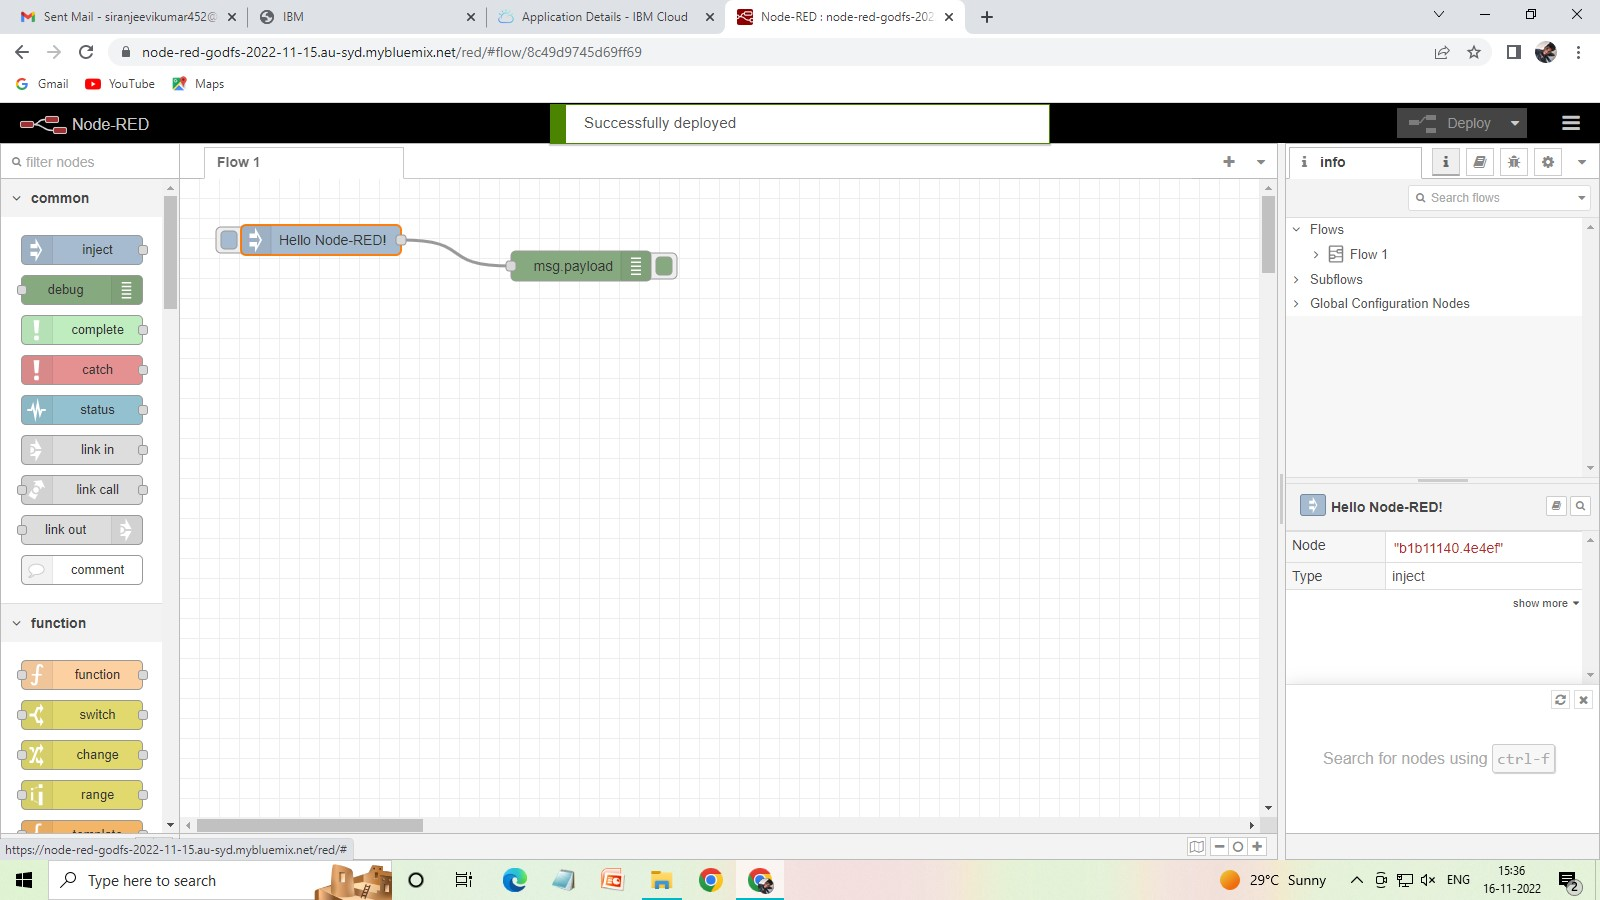 Sent Mail - siranjeevikumar452@
IBM
Application Details - IBM Cloud
Node-RED : node-red-godfs-202
node-red-godfs-2022-11-15.au-syd.mybluemix.net/red/#flow/8c49d9745d69ff69
Gmail
YouTube
Maps
Node-RED
Successfully deployed
Deploy
filter nodes
Flow 1
info
common
Search flows
inject
debug
complete
catch
status
link in
link call
link out
comment
function
function
switch
change
range
template
Hello Node-RED!
msg.payload
Flows
Flow 1
Subflows
Global Configuration Nodes
Hello Node-RED!
Node "b1b11140.4e4ef"
Type inject
show more
Search for nodes using ctrl-f
https://node-red-godfs-2022-11-15.au-syd.mybluemix.net/red/#
Type here to search
29°C Sunny
ENG
15:36
16-11-2022
2